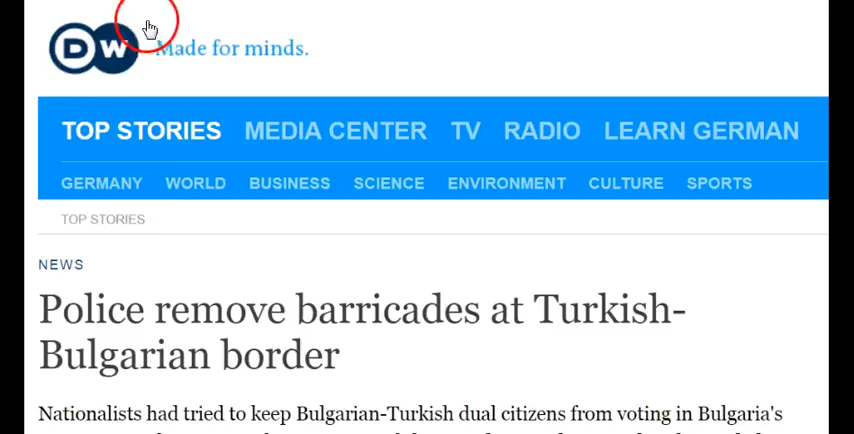 DW Made for minds.
TOP STORIES MEDIA CENTER TV RADIO LEARN GERMAN
GERMANY WORLD BUSINESS SCIENCE ENVIRONMENT CULTURE SPORTS
TOP STORIES
NEWS
Police remove barricades at Turkish-
Bulgarian border
Nationalists had tried to keep Bulgarian-Turkish dual citizens from voting in Bulgaria's